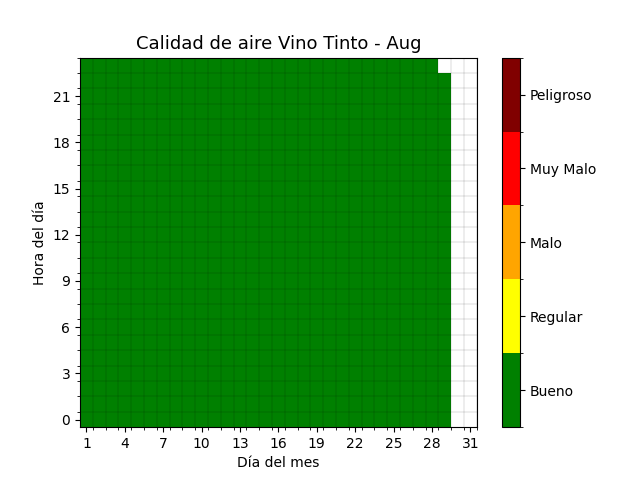 Calidad de aire Vino Tinto - Aug
Hora del día
21
18
15
12
9
6
3
0
1 4 7 10 13 16 19 22 25 28 31
Día del mes
Peligroso
Muy Malo
Malo
Regular
Bueno